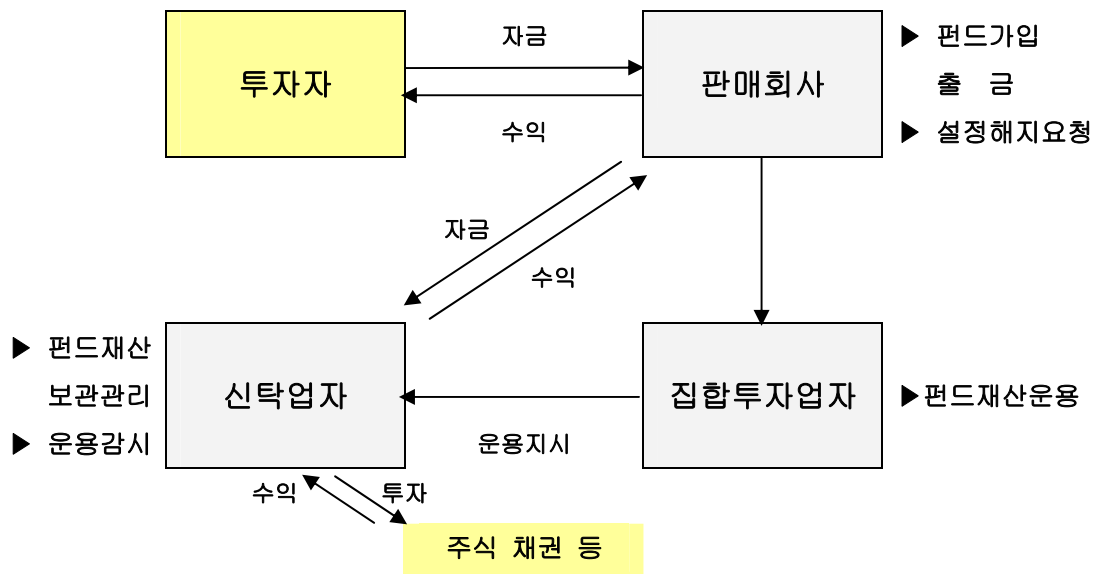 자금
투자자
판매회사
수익
▶ 펀드가입
출 금
▶ 설정해지요청
자금
수익
▶ 펀드재산
보관관리
▶ 운용감시
신탁업자
집합투자업자
▶펀드재산운용
운용지시
수익
투자
주식 채권 등